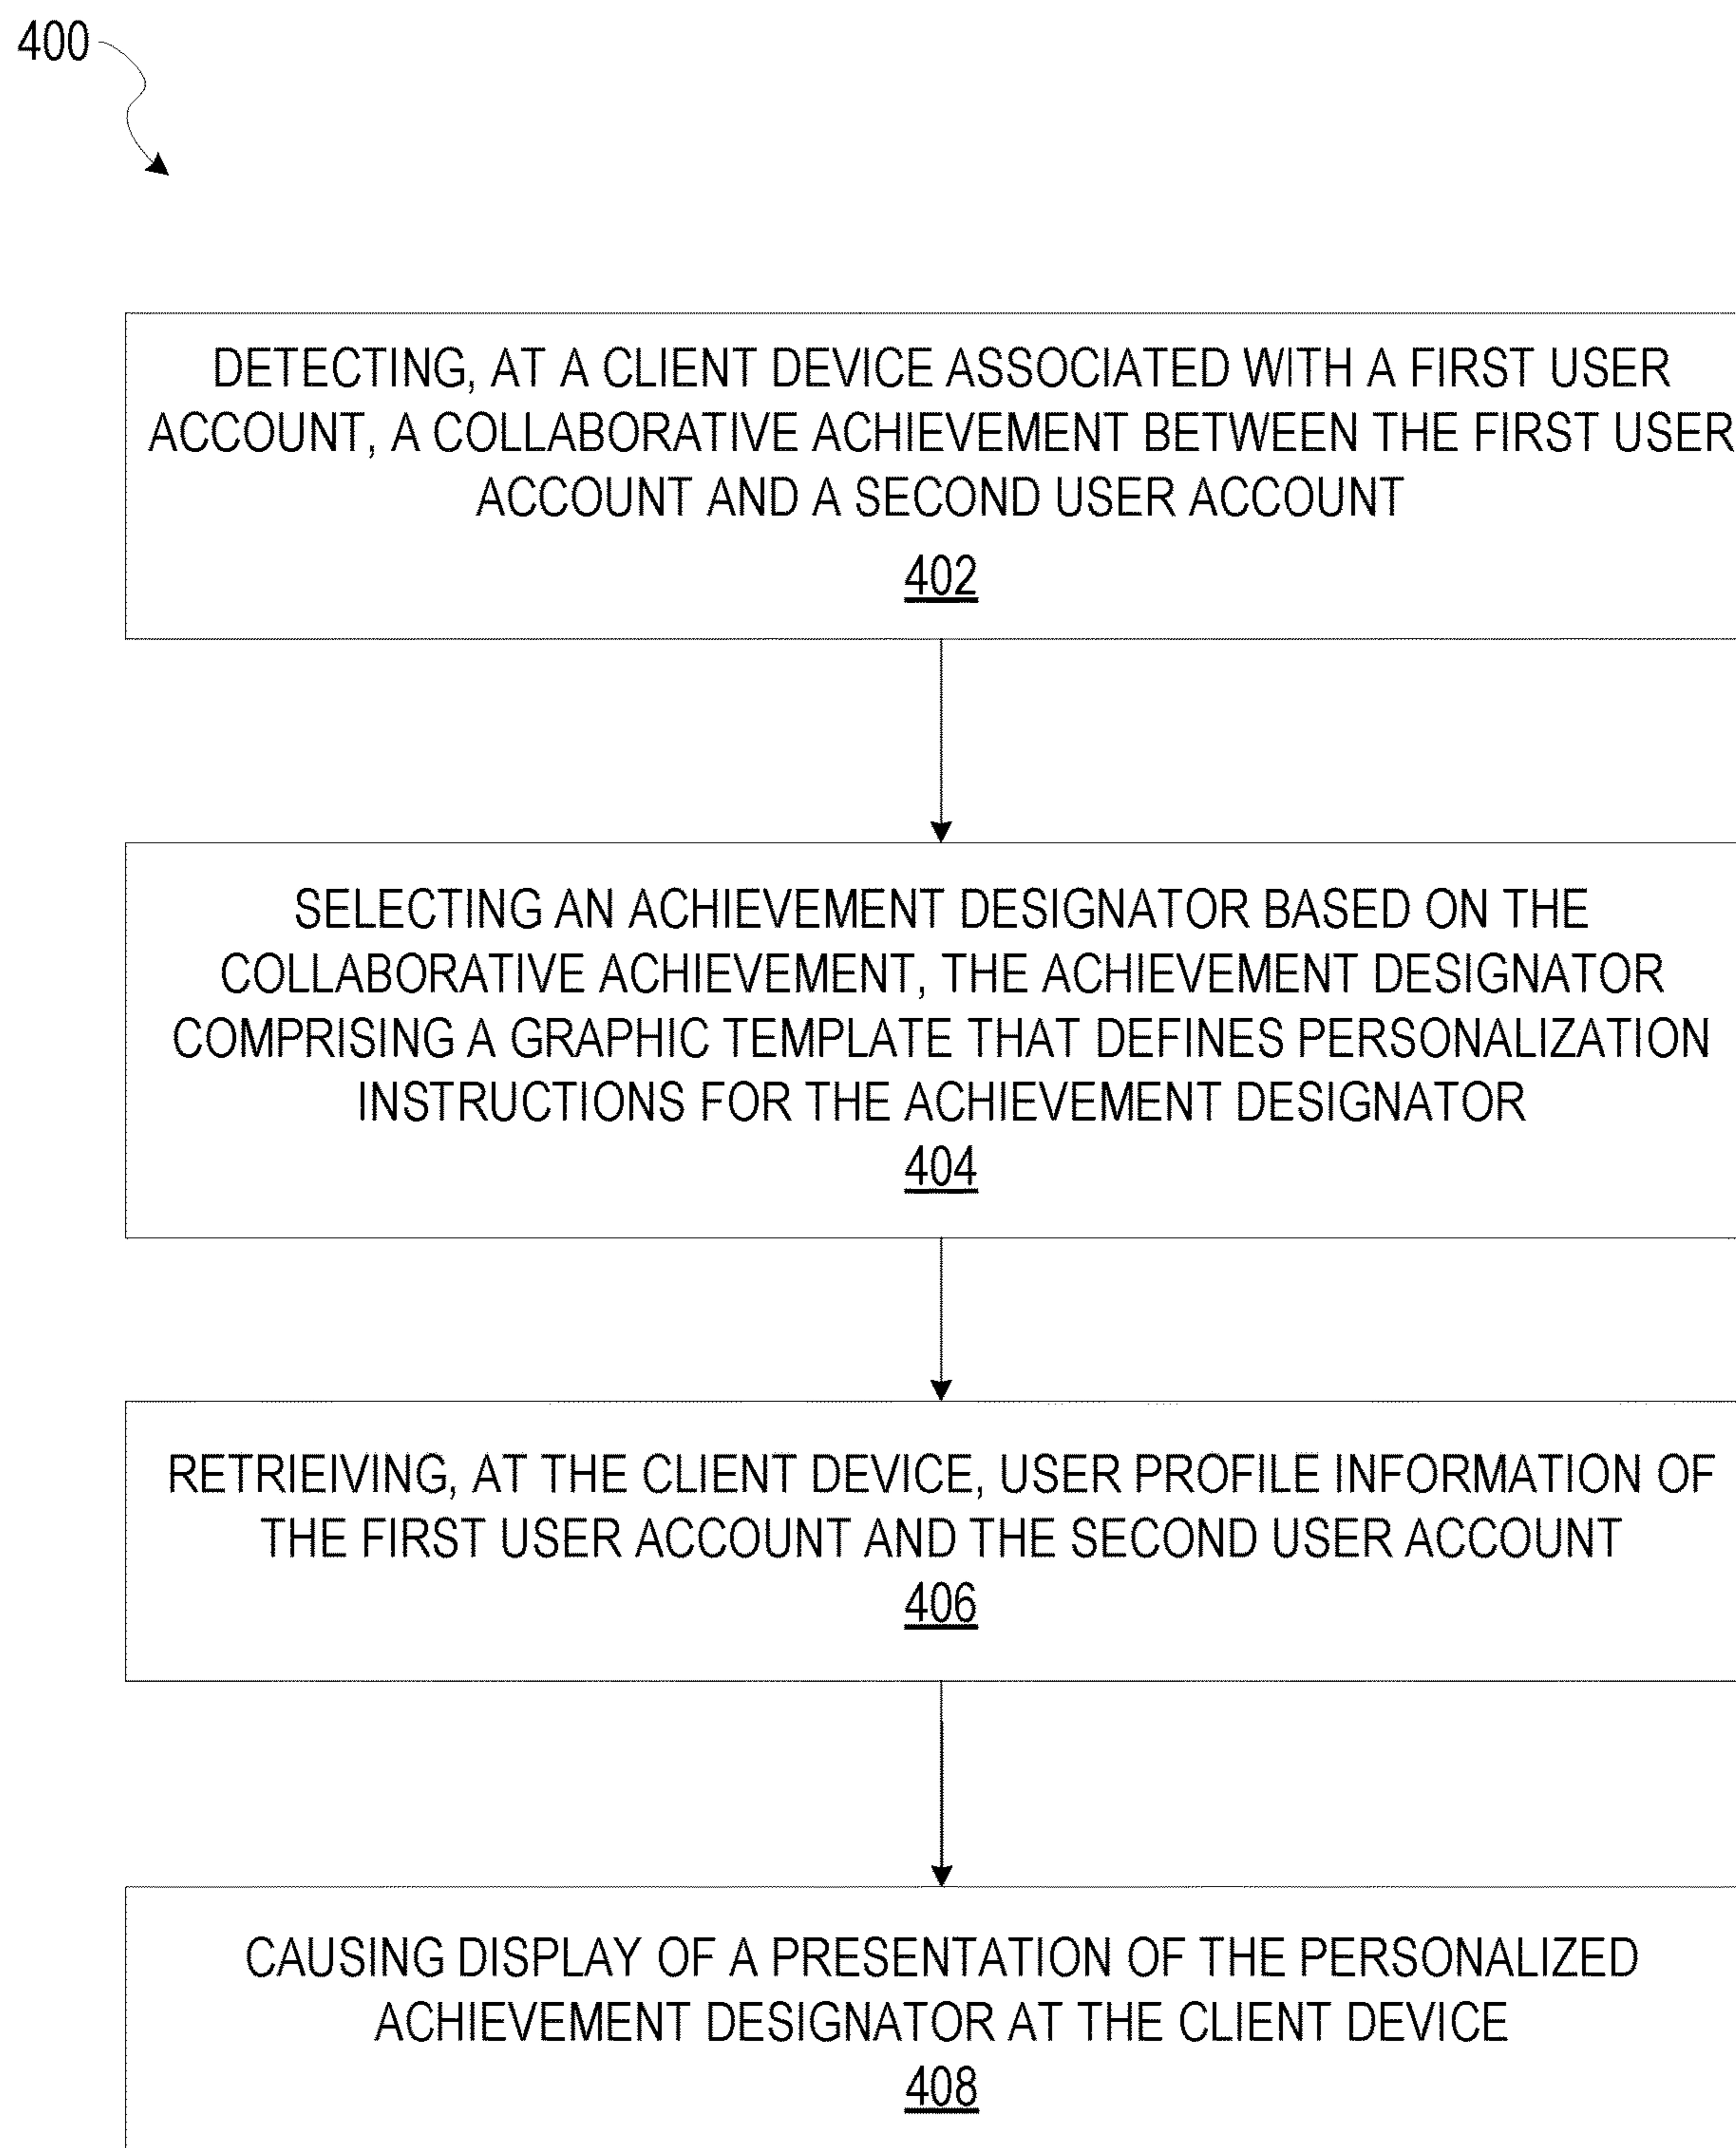 400
DETECTING, AT A CLIENT DEVICE ASSOCIATED WITH A FIRST USER
ACCOUNT, A COLLABORATIVE ACHIEVEMENT BETWEEN THE FIRST USER
ACCOUNT AND A SECOND USER ACCOUNT
402
SELECTING AN ACHIEVEMENT DESIGNATOR BASED ON THE
COLLABORATIVE ACHIEVEMENT, THE ACHIEVEMENT DESIGNATOR
COMPRISING A GRAPHIC TEMPLATE THAT DEFINES PERSONALIZATION
INSTRUCTIONS FOR THE ACHIEVEMENT DESIGNATOR
404
RETRIEIVING, AT THE CLIENT DEVICE, USER PROFILE INFORMATION OF
THE FIRST USER ACCOUNT AND THE SECOND USER ACCOUNT
406
CAUSING DISPLAY OF A PRESENTATION OF THE PERSONALIZED
ACHIEVEMENT DESIGNATOR AT THE CLIENT DEVICE
408